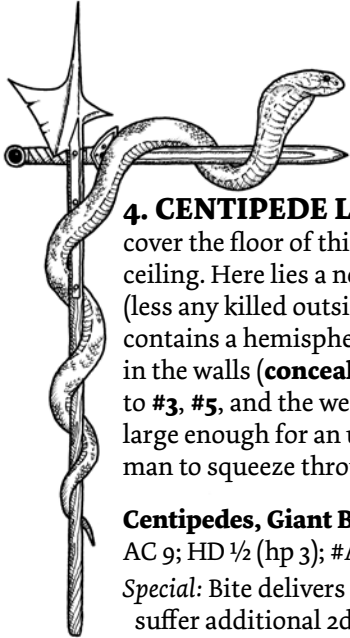 4. CENTIPEDE L
cover the floor of thi
ceiling. Here lies a n
(less any killed outsi
contains a hemisphe
in the walls (conceal
to #3, #5, and the we
large enough for an u
man to squeeze thro
Centipedes, Giant B
AC 9; HD ½ (hp 3); #A
Special: Bite delivers
suffer additional 2d